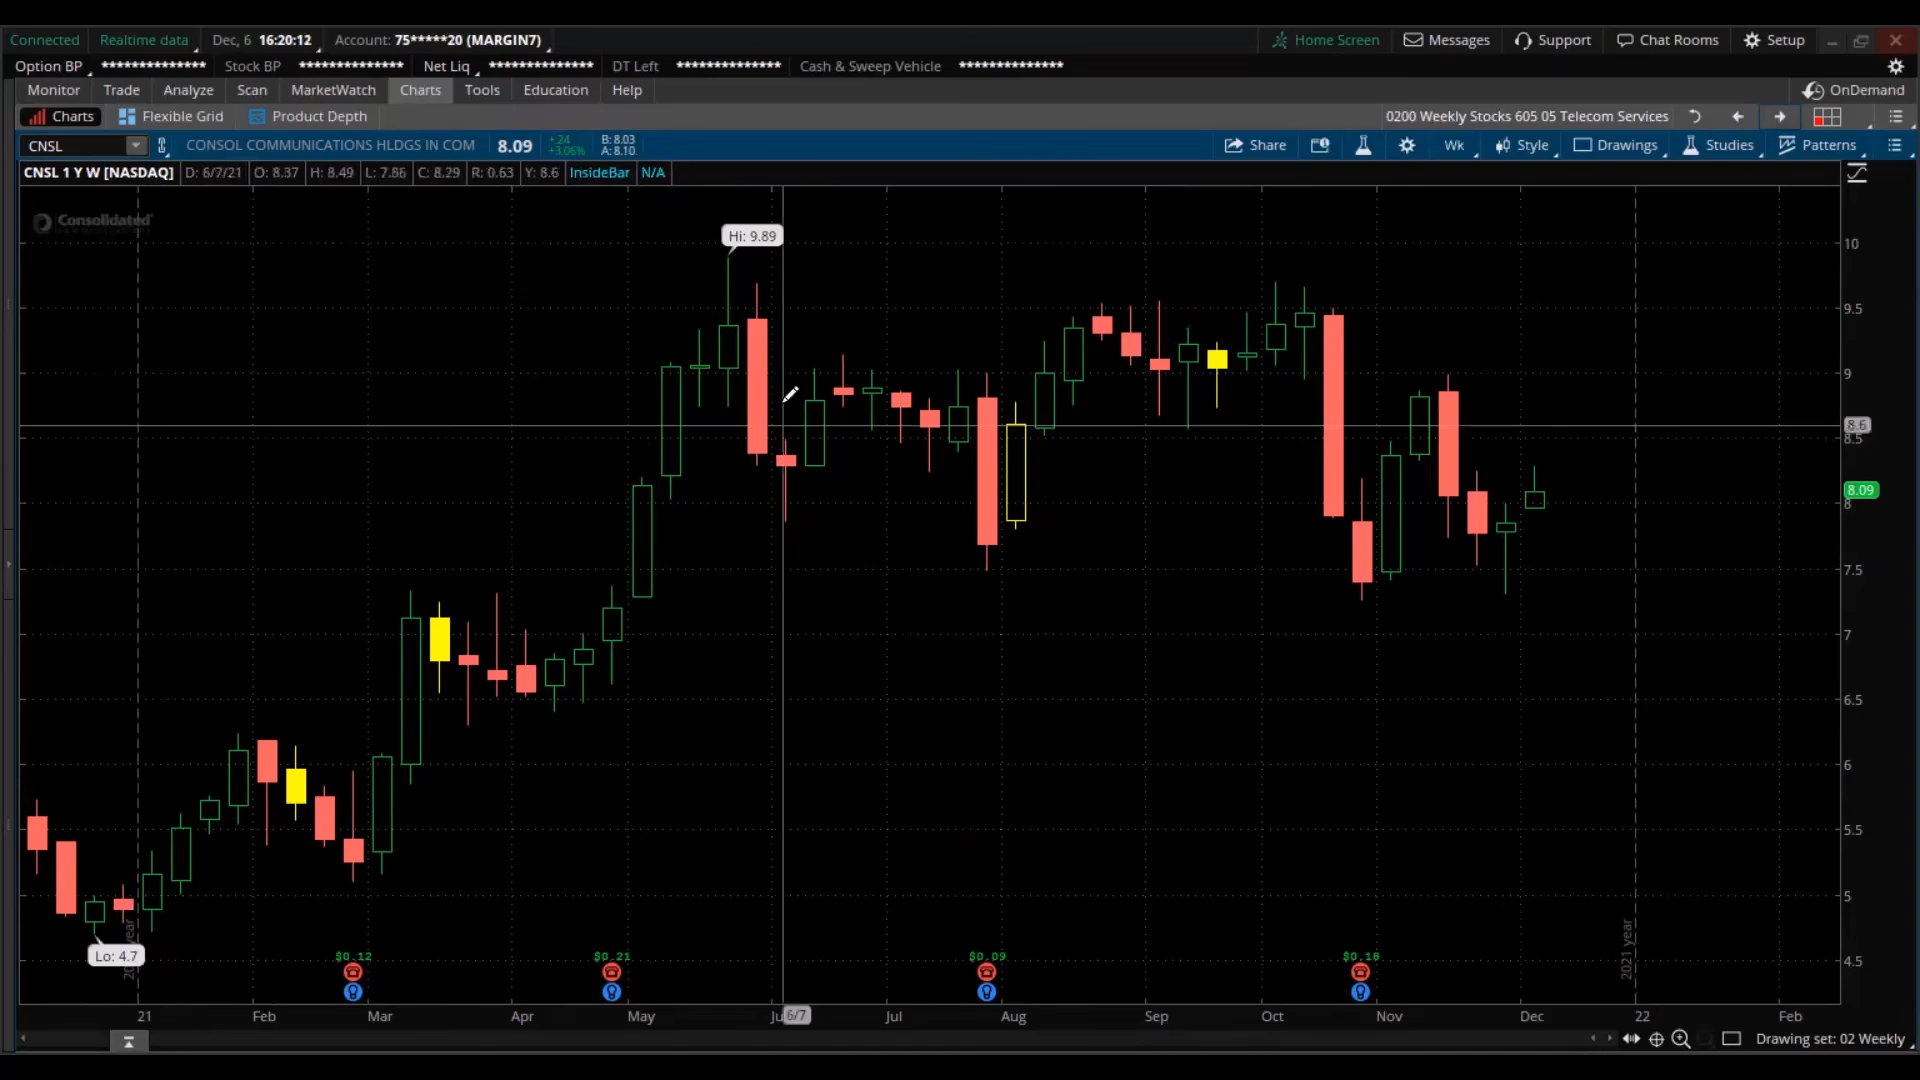 Connected Realtime data Dec, 6 16:20:12 Account: 75*****20 (MARGIN7) Home Screen Messages Support Chat Rooms Setup
Option BP ************** Stock BP ************** Net Liq ************** DT Left ************** Cash & Sweep Vehicle **************
Monitor Trade Analyze Scan MarketWatch Charts Tools Education Help OnDemand
Charts Flexible Grid Product Depth 0200 Weekly Stocks 605 05 Telecom Services
CNSL CONSOL COMMUNICATIONS HLDGS IN COM 8.09 +.24 +3.06% B: 8.03 A: 8.10 Share Wk Style Drawings Studies Patterns
CNSL 1 Y W [NASDAQ] D: 6/7/21 O: 8.37 H: 8.49 L: 7.86 C: 8.29 R: 0.63 Y: 8.6 InsideBar N/A
Consolidated
Hi: 9.89
10
9.5
9
8.6
8.5
8.09
8
7.5
7
6.5
6
5.5
5
4.5
Lo: 4.7
year
2021 year
$0.12 $0.21 $0.09 $0.18
21 Feb Mar Apr May 6/7 Jul Aug Sep Oct Nov Dec 22 Feb
Drawing set: 02 Weekly